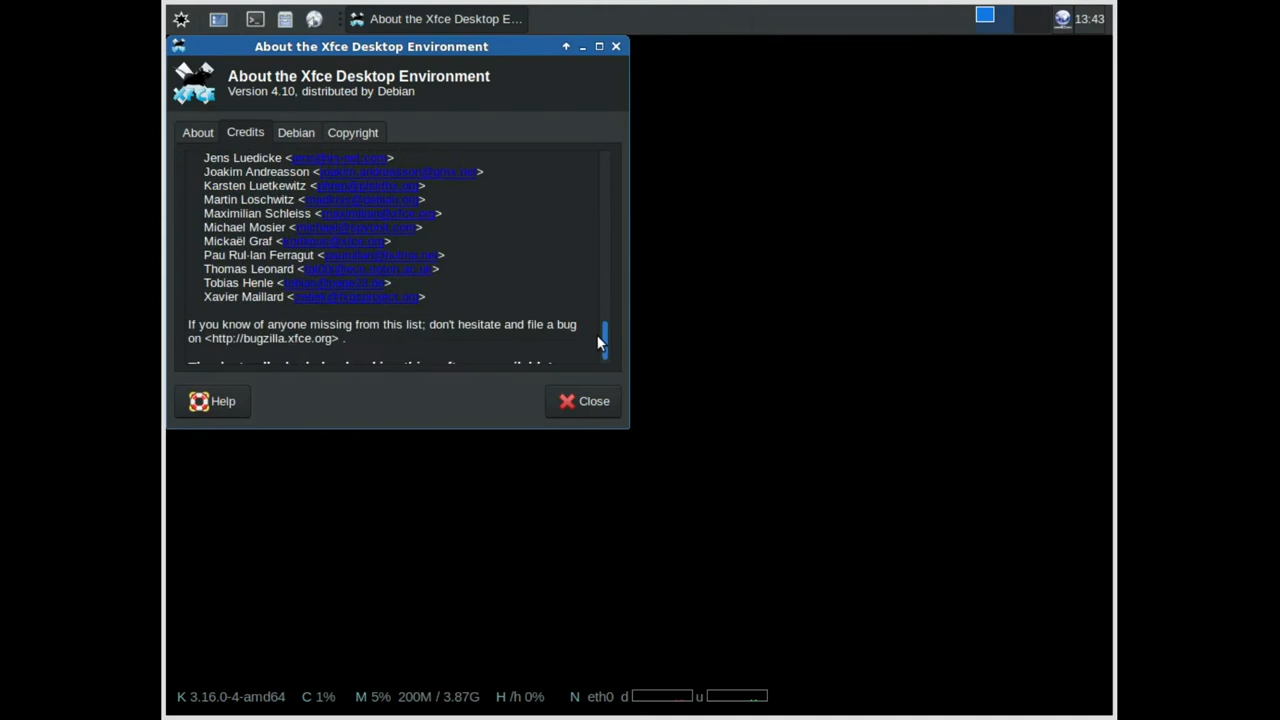 About the Xfce Desktop E...
13:43
About the Xfce Desktop Environment
About the Xfce Desktop Environment
Version 4.10, distributed by Debian
About Credits Debian Copyright
Jens Luedicke <
Joakim Andreasson <
Karsten Luetkewitz <
Martin Loschwitz <
Maximilian Schleiss <
Michael Mosier <
Mickaël Graf <
Pau Rul·lan Ferragut <
Thomas Leonard <
Tobias Henle <
Xavier Maillard <
If you know of anyone missing from this list; don't hesitate and file a bug
on <http://bugzilla.xfce.org> .
Help Close
K 3.16.0-4-amd64 C 1% M 5% 200M / 3.87G H /h 0% N eth0 d u